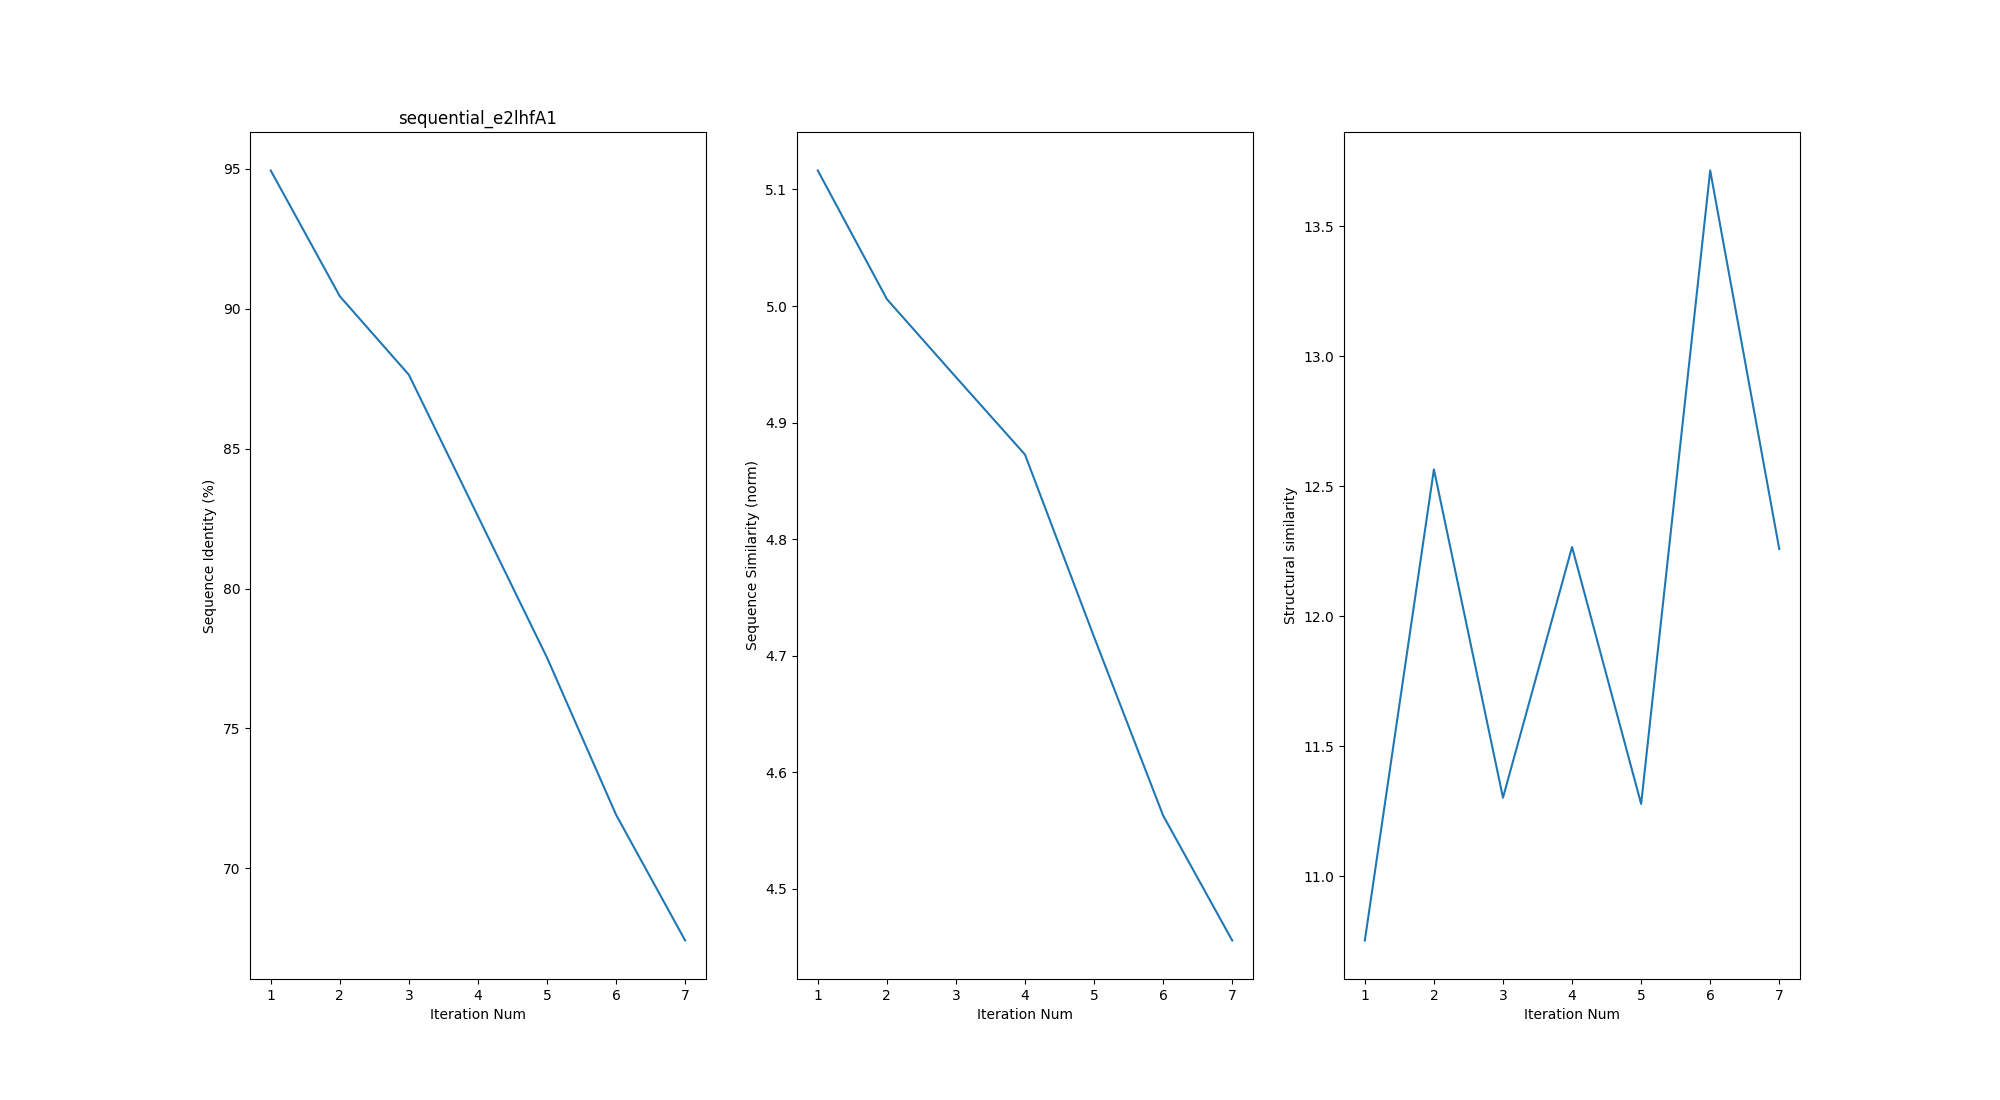 sequential_e2lhfA1
Sequence Identity (%)
95
90
85
80
75
70
1 2 3 4 5 6 7
Iteration Num
Sequence Similarity (norm)
5.1
5.0
4.9
4.8
4.7
4.6
4.5
1 2 3 4 5 6 7
Iteration Num
Structural similarity
13.5
13.0
12.5
12.0
11.5
11.0
1 2 3 4 5 6 7
Iteration Num